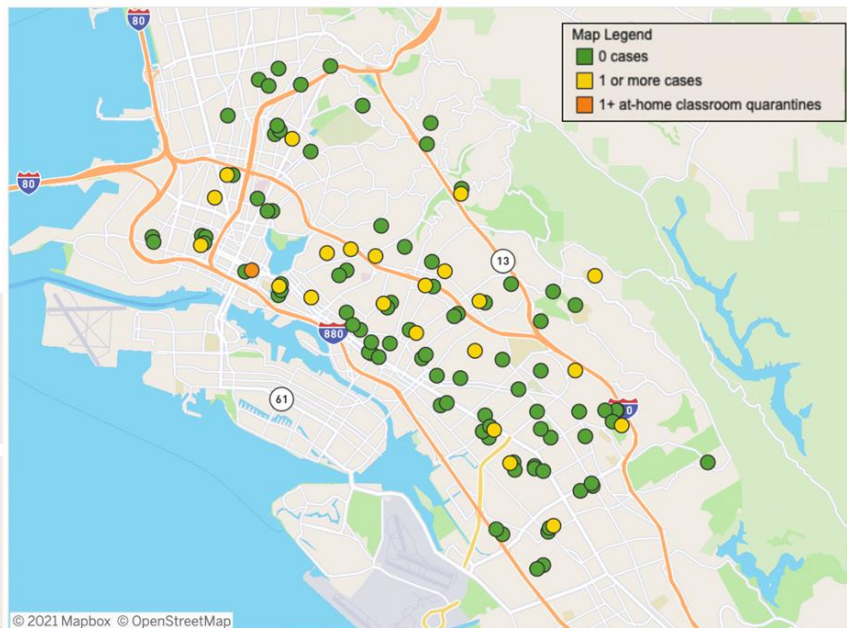 80
Map Legend
0 cases
1 or more cases
1+ at-home classroom quarantines
80
13
880
61
0
© 2021 Mapbox © OpenStreetMap